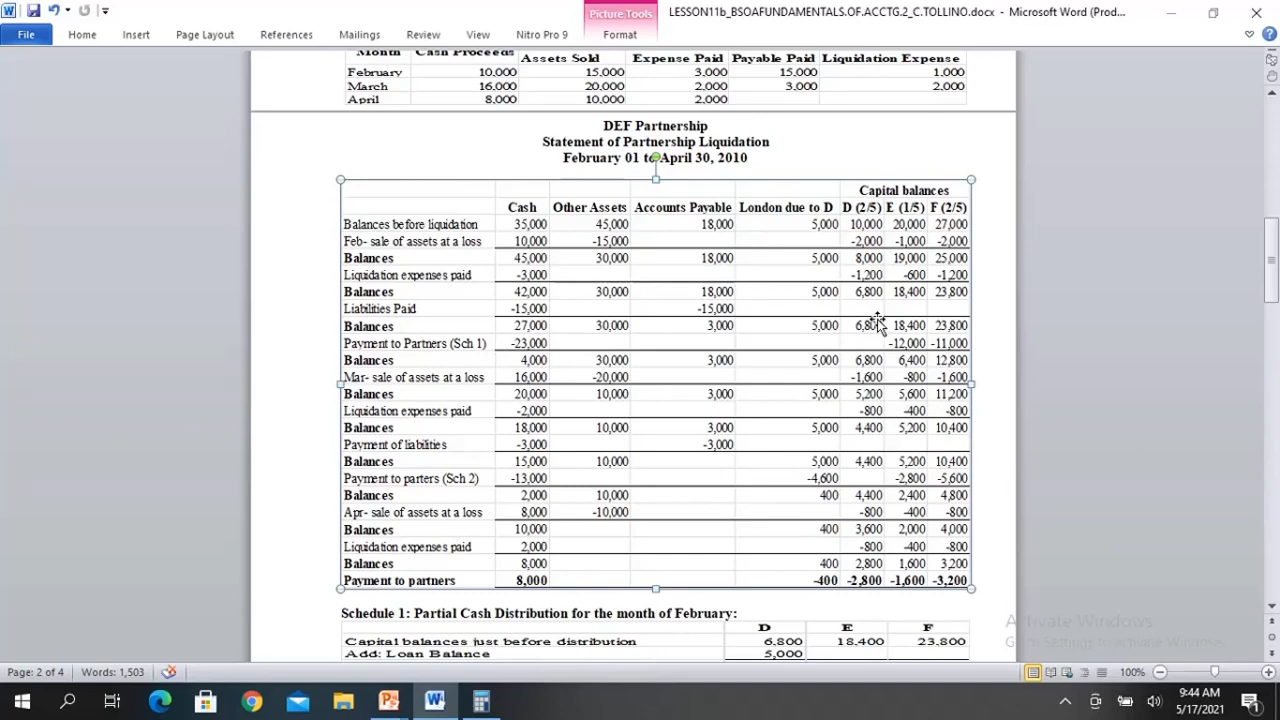 Picture Tools
LESSON11b_BSOAFUNDAMENTALS.OF.ACCTG.2_C.TOLLINO.docx - Microsoft Word (Prod...
File Home Insert Page Layout References Mailings Review View Nitro Pro 9 Format
Month Cash Proceeds Assets Sold Expense Paid Payable Paid Liquidation Expense
February 10.000 15.000 3.000 15.000 1.000
March 16.000 20.000 2.000 3.000 2.000
April 8,000 10,000 2,000
DEF Partnership
Statement of Partnership Liquidation
February 01 to April 30, 2010
Capital balances
Cash Other Assets Accounts Payable London due to D D (2/5) E (1/5) F (2/5)
Balances before liquidation 35,000 45,000 18,000 5,000 10,000 20,000 27,000
Feb- sale of assets at a loss 10,000 -15,000 -2,000 -1,000 -2,000
Balances 45,000 30,000 18,000 5,000 8,000 19,000 25,000
Liquidation expenses paid -3,000 -1,200 -600 -1,200
Balances 42,000 30,000 18,000 5,000 6,800 18,400 23,800
Liabilities Paid -15,000 -15,000
Balances 27,000 30,000 3,000 5,000 6,800 18,400 23,800
Payment to Partners (Sch 1) -23,000 -12,000 -11,000
Balances 4,000 30,000 3,000 5,000 6,800 6,400 12,800
Mar- sale of assets at a loss 16,000 -20,000 -1,600 -800 -1,600
Balances 20,000 10,000 3,000 5,000 5,200 5,600 11,200
Liquidation expenses paid -2,000 -800 -400 -800
Balances 18,000 10,000 3,000 5,000 4,400 5,200 10,400
Payment of liabilities -3,000 -3,000
Balances 15,000 10,000 5,000 4,400 5,200 10,400
Payment to parters (Sch 2) -13,000 -4,600 -2,800 -5,600
Balances 2,000 10,000 400 4,400 2,400 4,800
Apr- sale of assets at a loss 8,000 -10,000 -800 -400 -800
Balances 10,000 400 3,600 2,000 4,000
Liquidation expenses paid 2,000 -800 -400 -800
Balances 8,000 400 2,800 1,600 3,200
Payment to partners 8,000 -400 -2,800 -1,600 -3,200
Schedule 1: Partial Cash Distribution for the month of February:
D E F
Capital balances just before distribution 6,800 18,400 23,800
Add: Loan Balance 5,000
Activate Windows
Go to Settings to activate Windows.
Page: 2 of 4 Words: 1,503 100%
9:44 AM
5/17/2021